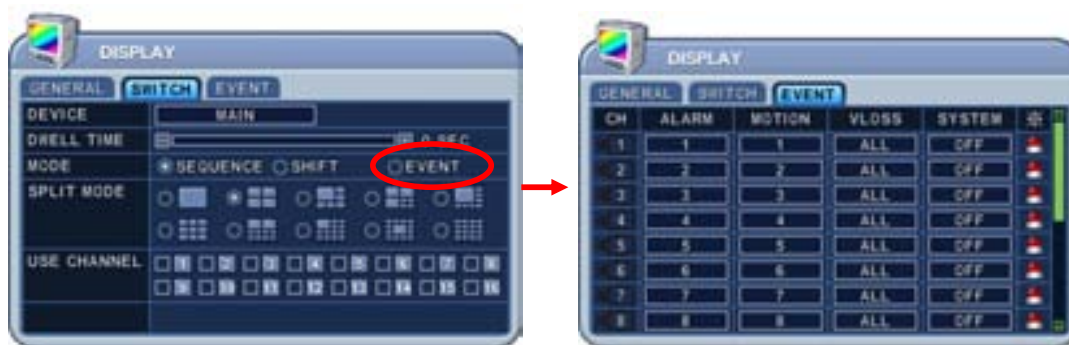 DISPLAY
GENERAL SWITCH EVENT
DEVICE MAIN
DWELL TIME 0 SEC
MODE SEQUENCE SHIFT EVENT
SPLIT MODE
USE CHANNEL 1 2 3 4 5 6 7 8
9 10 11 12 13 14 15 16
DISPLAY
GENERAL SWITCH EVENT
CH ALARM MOTION VLOSS SYSTEM
1 1 1 ALL OFF
2 2 2 ALL OFF
3 3 3 ALL OFF
4 4 4 ALL OFF
5 5 5 ALL OFF
6 6 6 ALL OFF
7 7 7 ALL OFF
8 8 8 ALL OFF